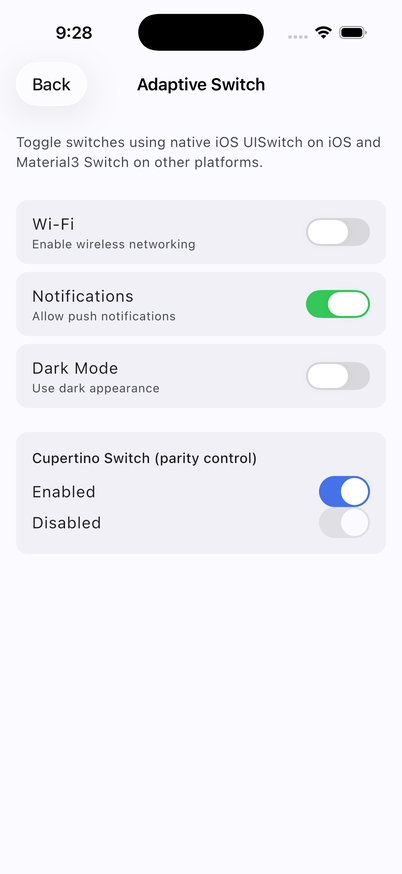 9:28
Back
Adaptive Switch
Toggle switches using native iOS UISwitch on iOS and
Material3 Switch on other platforms.
Wi-Fi
Enable wireless networking
Notifications
Allow push notifications
Dark Mode
Use dark appearance
Cupertino Switch (parity control)
Enabled
Disabled